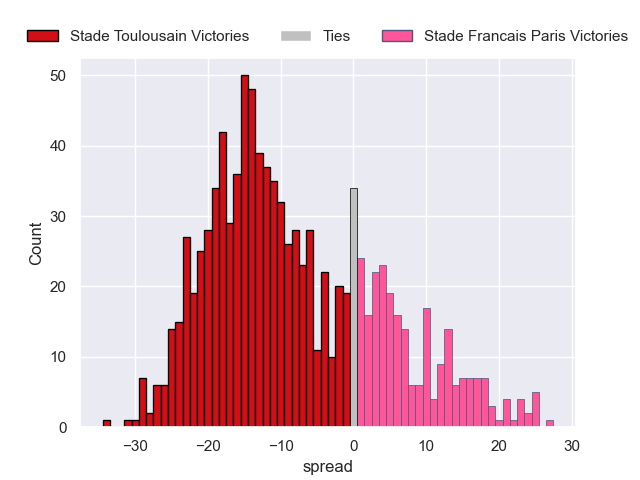 Stade Toulousain Victories Ties Stade Francais Paris Victories
50
40
30
20
10
0
Count
−30 −20 −10 0 10 20 30
spread